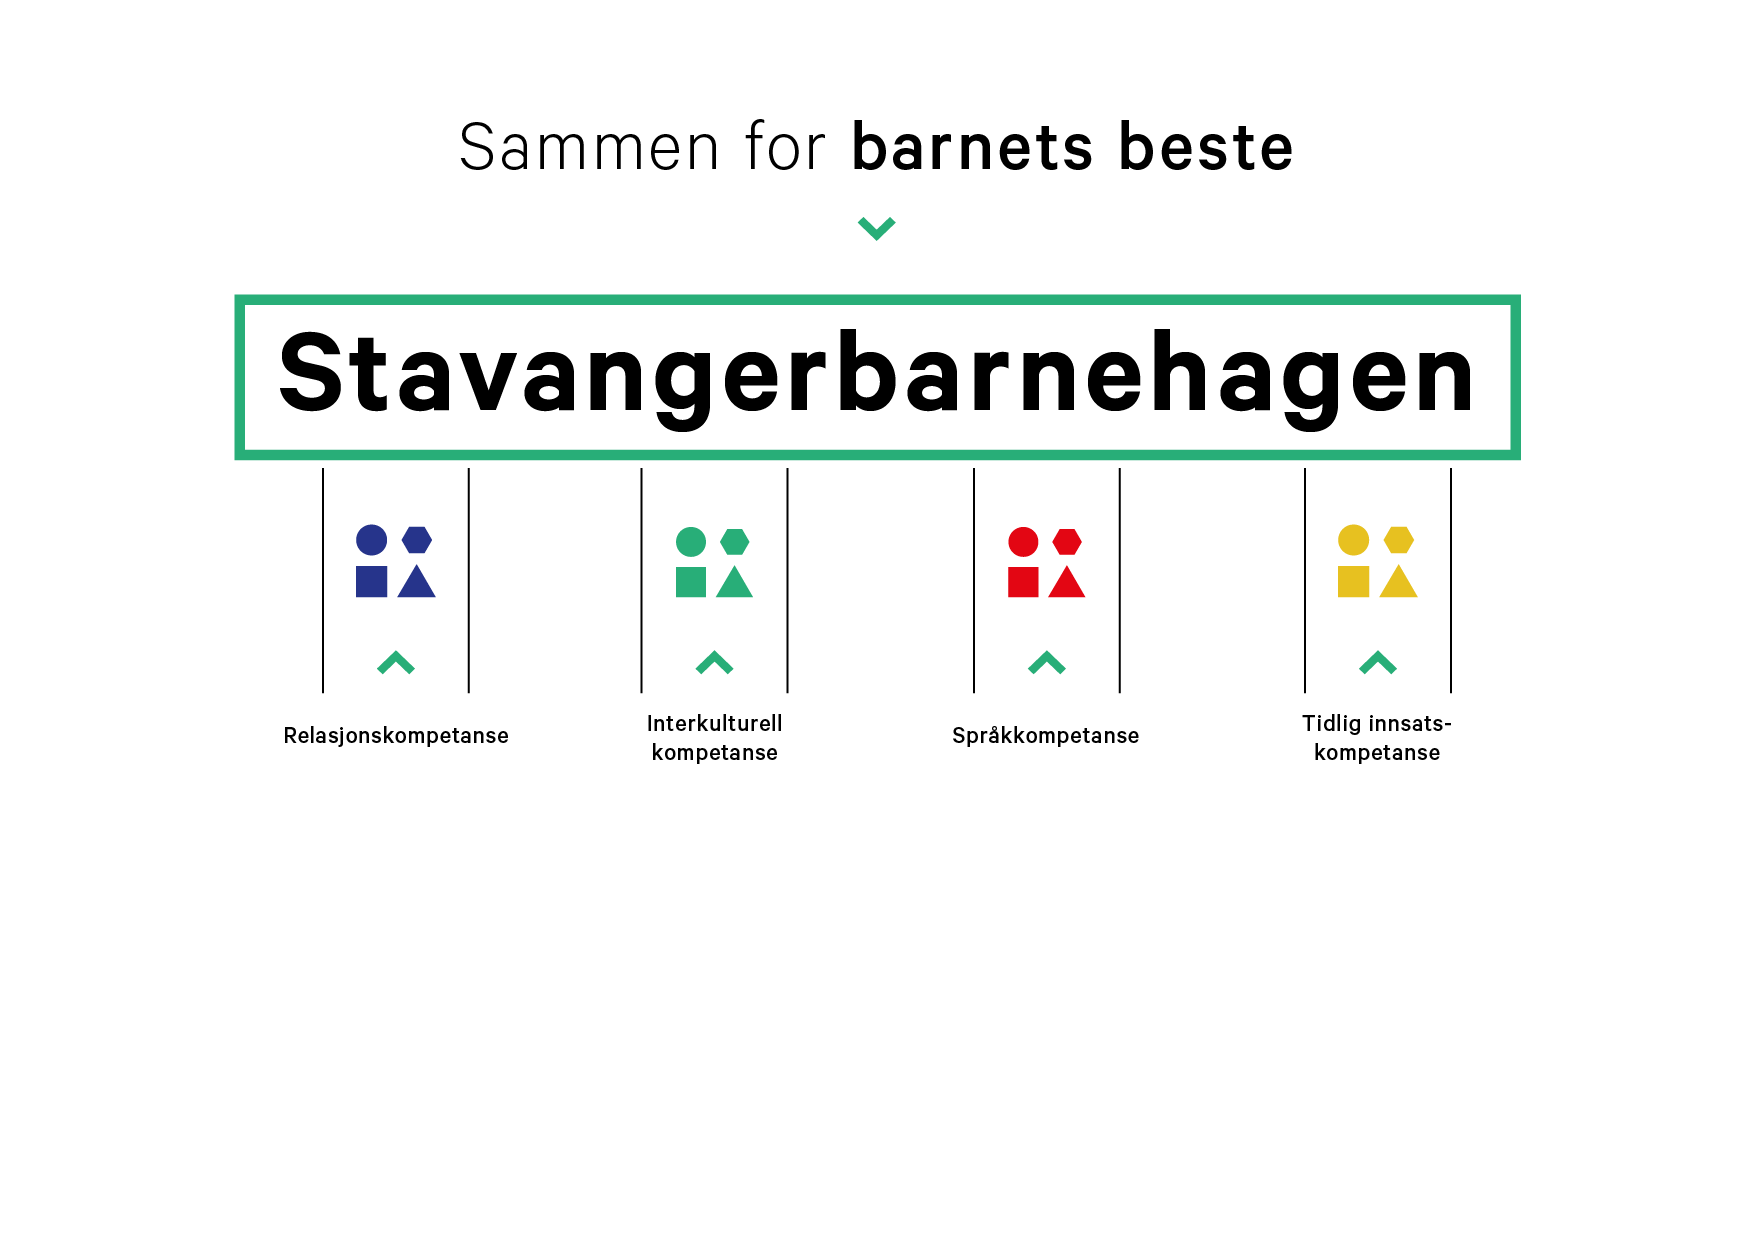 Sammen for barnets beste
Stavangerbarnehagen
Relasjonskompetanse
Interkulturell
kompetanse
Språkkompetanse
Tidlig innsats-
kompetanse